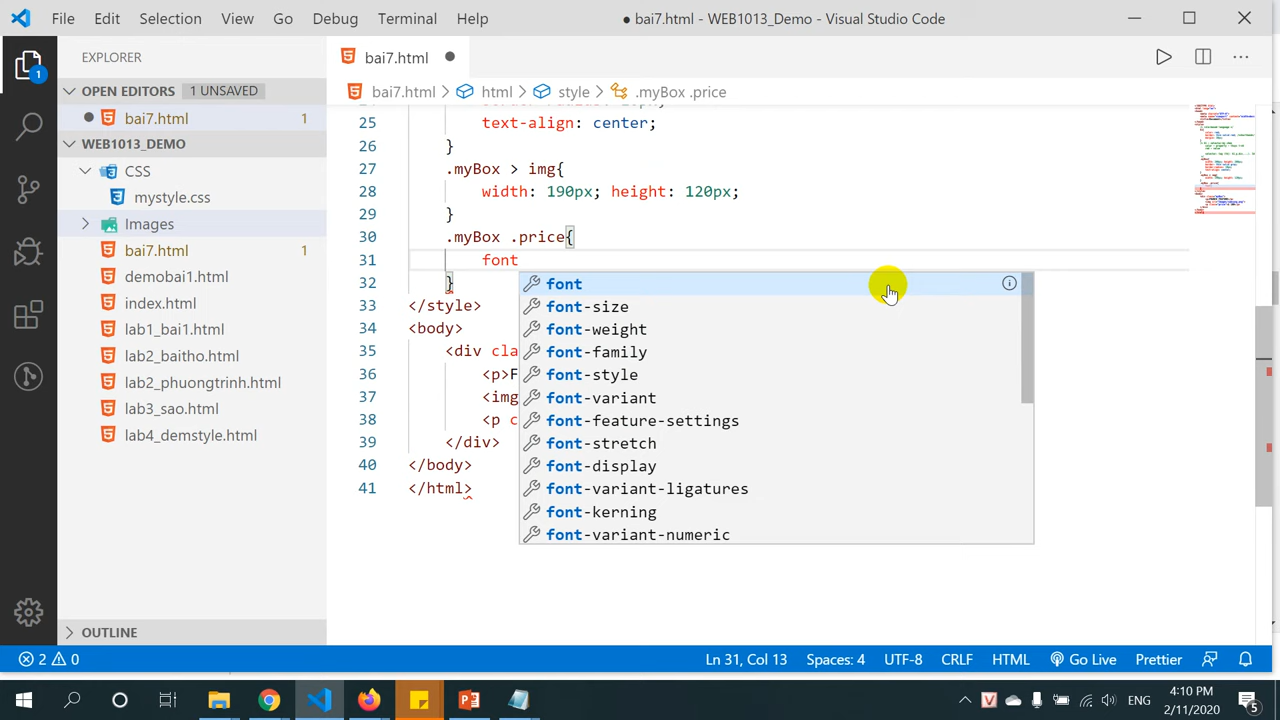 File Edit Selection View Go Debug Terminal Help
● bai7.html - WEB1013_Demo - Visual Studio Code
EXPLORER
OPEN EDITORS 1 UNSAVED
bai7.html 1
WEB1013_DEMO
CSS
mystyle.css
Images
bai7.html 1
demobai1.html
index.html
lab1_bai1.html
lab2_baitho.html
lab2_phuongtrinh.html
lab3_sao.html
lab4_demstyle.html
OUTLINE
1
bai7.html
bai7.html > html > style > .myBox .price
25 text-align: center;
26 }
27 .myBox > img{
28 width: 190px; height: 120px;
29 }
30 .myBox .price{
31 font
32 }
33 </style>
34 <body>
35 <div cla
36 <p>F
37 <img
38 <p c
39 </div>
40 </body>
41 </html>
font
font-size
font-weight
font-family
font-style
font-variant
font-feature-settings
font-stretch
font-display
font-variant-ligatures
font-kerning
font-variant-numeric
2 0
Ln 31, Col 13 Spaces: 4 UTF-8 CRLF HTML Go Live Prettier
ENG
4:10 PM
2/11/2020
5